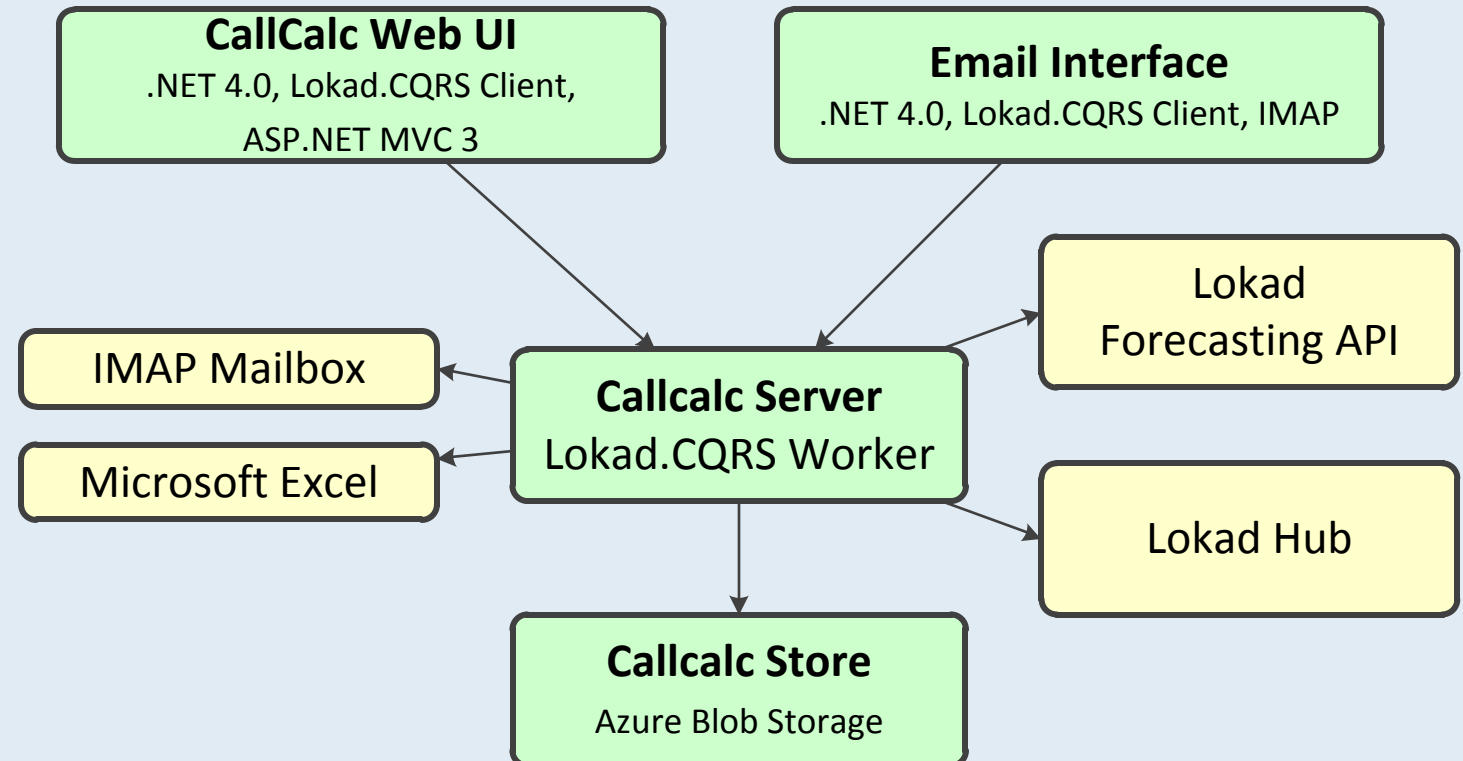 CallCalc Web UI
.NET 4.0, Lokad.CQRS Client,
ASP.NET MVC 3
Email Interface
.NET 4.0, Lokad.CQRS Client, IMAP
Lokad
Forecasting API
IMAP Mailbox
Callcalc Server
Lokad.CQRS Worker
Microsoft Excel
Lokad Hub
Callcalc Store
Azure Blob Storage